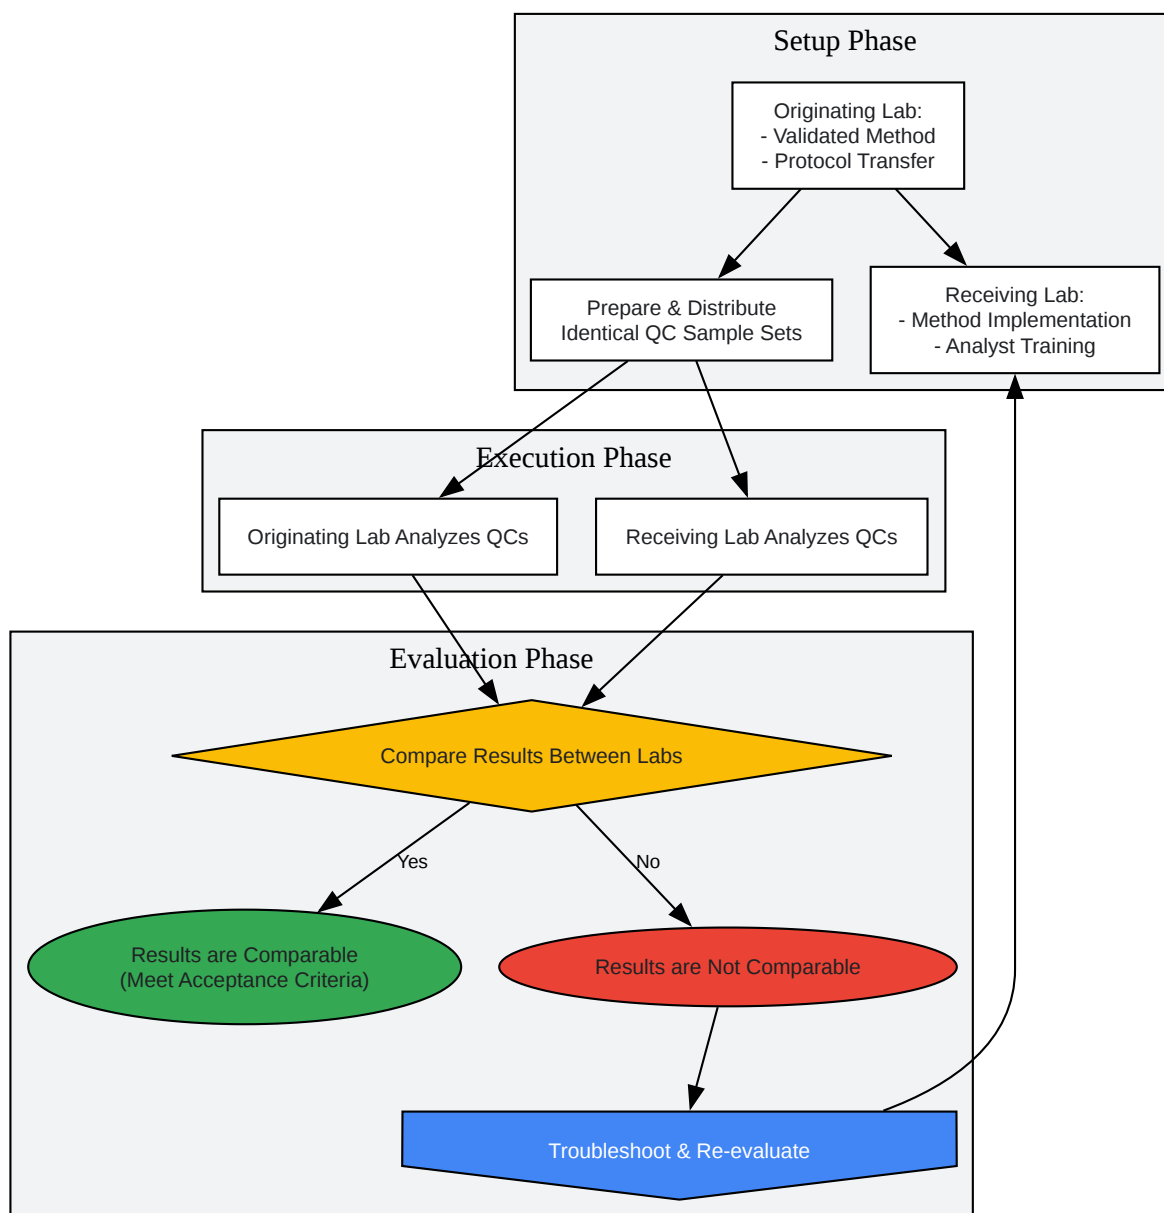 Setup Phase
Originating Lab:
- Validated Method
- Protocol Transfer
Prepare & Distribute
Identical QC Sample Sets
Receiving Lab:
- Method Implementation
- Analyst Training
Execution Phase
Originating Lab Analyzes QCs
Receiving Lab Analyzes QCs
Evaluation Phase
Compare Results Between Labs
Yes
No
Results are Comparable
(Meet Acceptance Criteria)
Results are Not Comparable
Troubleshoot & Re-evaluate